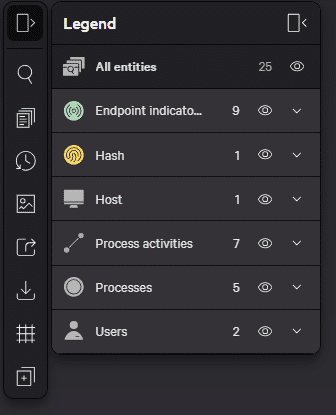 Legend
All entities 25
Endpoint indicato... 9
Hash 1
Host 1
Process activities 7
Processes 5
Users 2